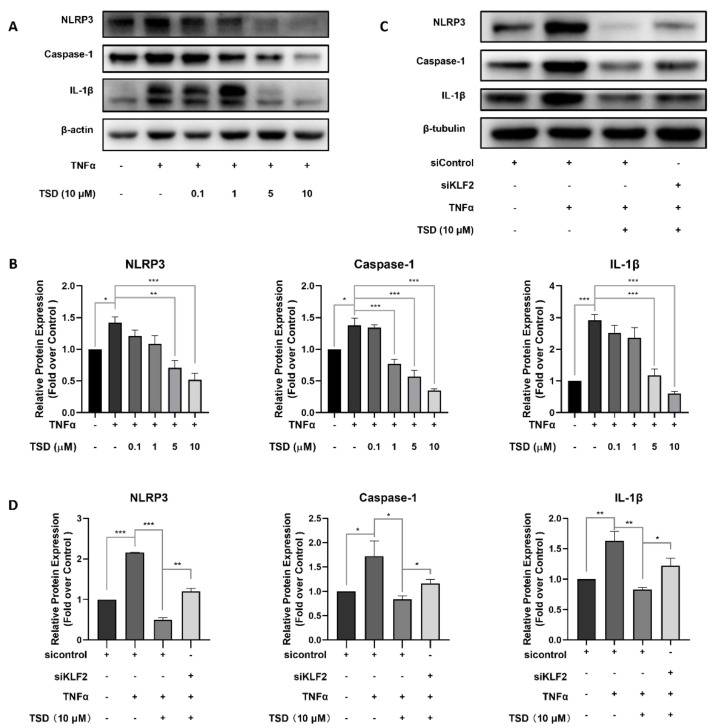 A
NLRP3
Caspase-1
IL-1β
β-actin
TNFα - + + + + +
TSD (10 μM) - - 0.1 1 5 10
C
NLRP3
Caspase-1
IL-1β
β-tubulin
siControl + + + -
siKLF2 - - - +
TNFα - + + +
TSD (10 μM) - - + +
B
NLRP3
Relative Protein Expression
(Fold over Control )
2.0
1.5
1.0
0.5
0.0
* ** ***
TNFα - + + + + +
TSD (μM) - - 0.1 1 5 10
Caspase-1
Relative Protein Expression
(Fold over Control )
2.0
1.5
1.0
0.5
0.0
* *** *** ***
TNFα - + + + + +
TSD (μM) - - 0.1 1 5 10
IL-1β
Relative Protein Expression
(Fold over Control )
4
3
2
1
0
*** *** ***
TNFα - + + + + +
TSD (μM) - - 0.1 1 5 10
D
NLRP3
Relative Protein Expression
(Fold over Control )
3
2
1
0
*** *** **
sicontrol + + + -
siKLF2 - - - +
TNFα - + + +
TSD (10 μM) - - + +
Caspase-1
Relative Protein Expression
(Fold over Control )
2.5
2.0
1.5
1.0
0.5
0.0
* * *
sicontrol + + + -
siKLF2 - - - +
TNFα - + + +
TSD (10 μM) - - + +
IL-1β
Relative Protein Expression
(Fold over Control )
2.0
1.5
1.0
0.5
0.0
** ** *
sicontrol + + + -
siKLF2 - - - +
TNFα - + + +
TSD (10 μM) - - + +